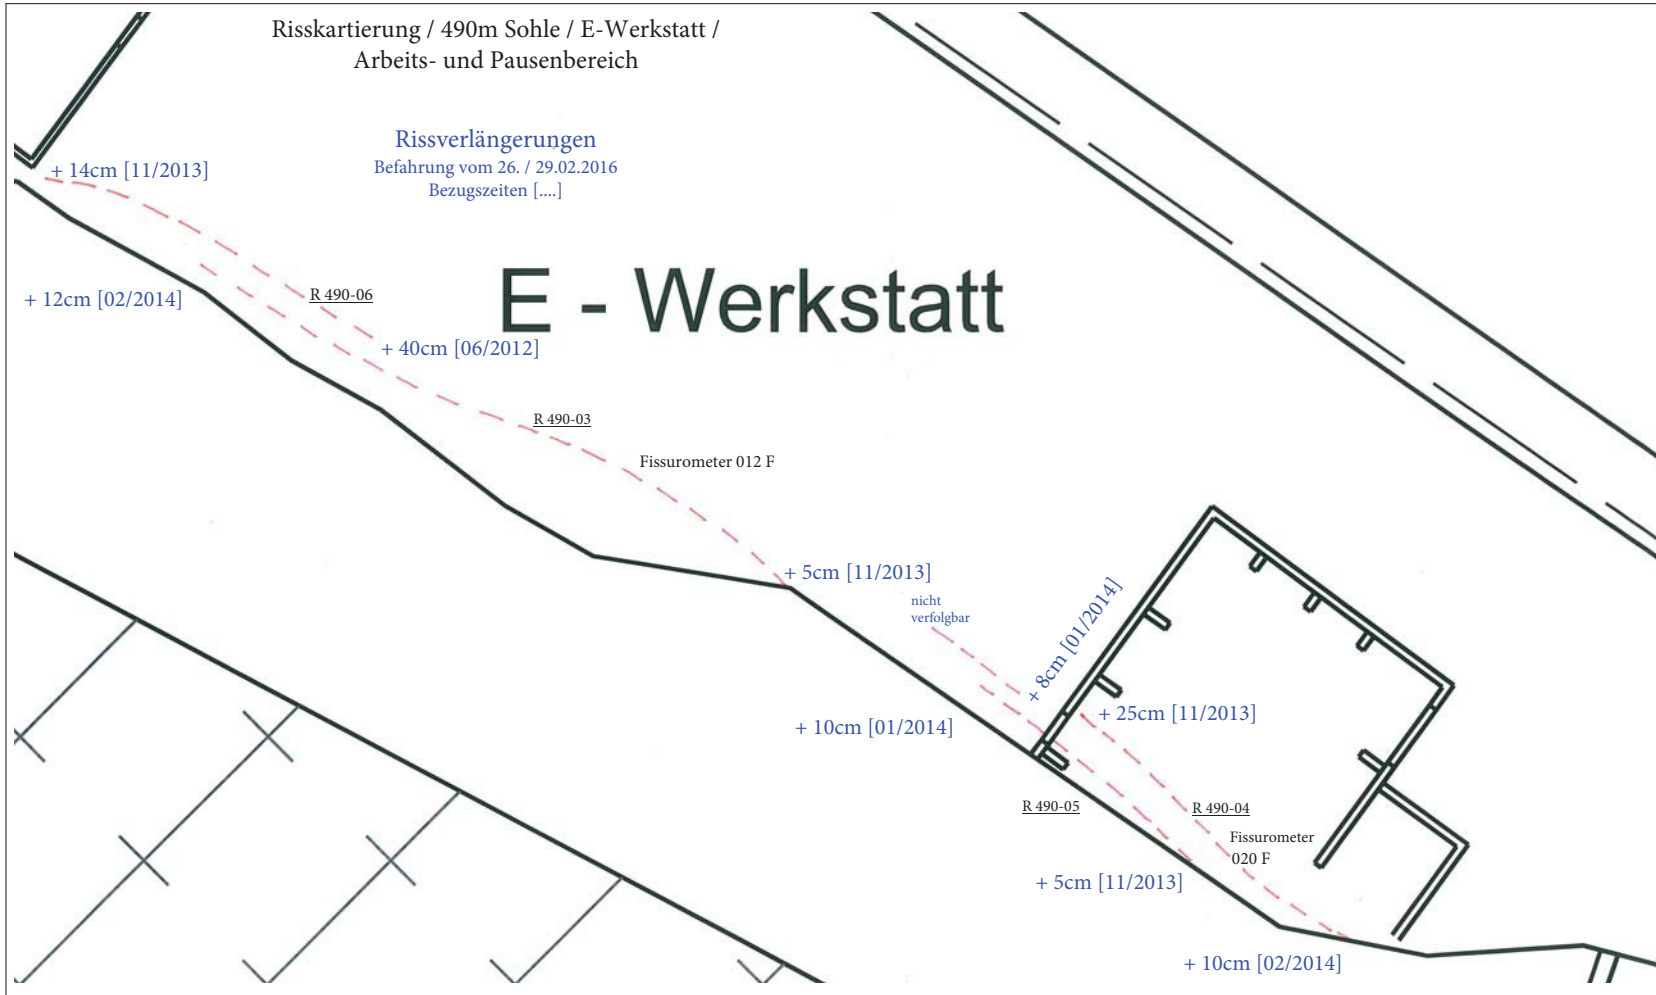 Risskartierung / 490m Sohle / E-Werkstatt /
Arbeits- und Pausenbereich
Rissverlängerungen
Befahrung vom 26. / 29.02.2016
Bezugszeiten [....]
+ 14cm [11/2013]
+ 12cm [02/2014]
R 490-06
E - Werkstatt
+ 40cm [06/2012]
R 490-03
Fissurometer 012 F
+ 5cm [11/2013]
nicht
verfolgbar
+ 8cm [01/2014]
+ 10cm [01/2014]
+ 25cm [11/2013]
R 490-05
R 490-04
Fissurometer
020 F
+ 5cm [11/2013]
+ 10cm [02/2014]